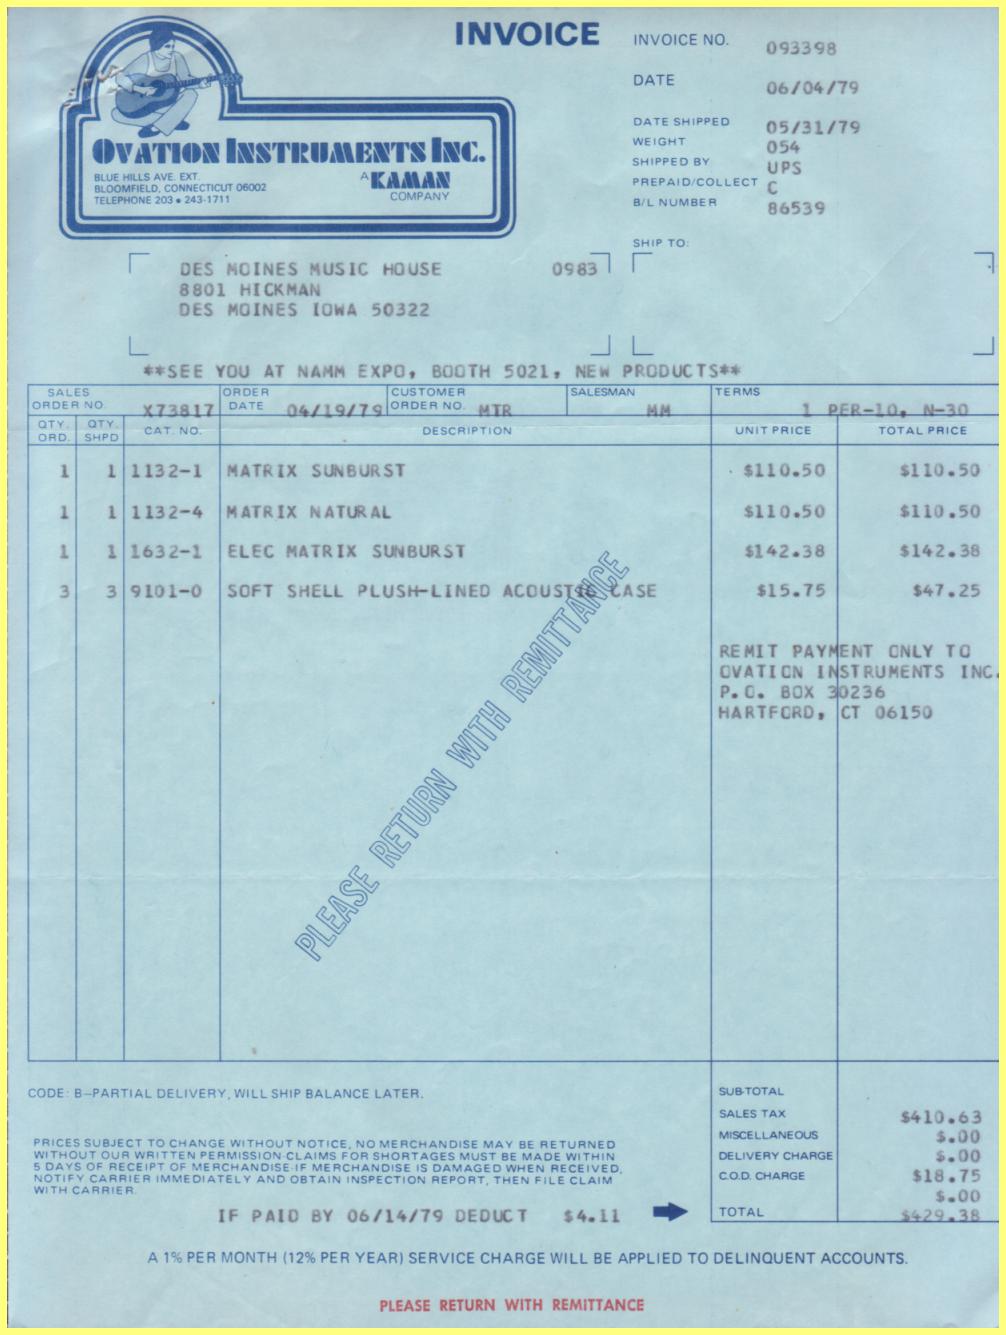 INVOICE
INVOICE NO. 093398
DATE 06/04/79
DATE SHIPPED 05/31/79
WEIGHT 054
SHIPPED BY UPS
PREPAID/COLLECT C
B/L NUMBER 86539
OVATION INSTRUMENTS INC.
BLUE HILLS AVE. EXT.
BLOOMFIELD, CONNECTICUT 06002
TELEPHONE 203 • 243-1711
A KAMAN
COMPANY
SHIP TO:
DES MOINES MUSIC HOUSE 0983
8801 HICKMAN
DES MOINES IOWA 50322
**SEE YOU AT NAMM EXPO, BOOTH 5021, NEW PRODUCTS**
SALES ORDER NO. X73817 ORDER DATE 04/19/79 CUSTOMER ORDER NO. MTR SALESMAN MM TERMS 1 PER-10, N-30
QTY. ORD. QTY. SHPD CAT. NO. DESCRIPTION UNIT PRICE TOTAL PRICE
1 1 1132-1 MATRIX SUNBURST $110.50 $110.50
1 1 1132-4 MATRIX NATURAL $110.50 $110.50
1 1 1632-1 ELEC MATRIX SUNBURST $142.38 $142.38
3 3 9101-0 SOFT SHELL PLUSH-LINED ACOUSTIC CASE $15.75 $47.25
REMIT PAYMENT ONLY TO
OVATION INSTRUMENTS INC.
P.O. BOX 30236
HARTFORD, CT 06150
PLEASE RETURN WITH REMITTANCE
CODE: B—PARTIAL DELIVERY, WILL SHIP BALANCE LATER.
SUB-TOTAL
SALES TAX $410.63
MISCELLANEOUS $.00
DELIVERY CHARGE $.00
C.O.D. CHARGE $18.75
$.00
TOTAL $429.38
PRICES SUBJECT TO CHANGE WITHOUT NOTICE, NO MERCHANDISE MAY BE RETURNED
WITHOUT OUR WRITTEN PERMISSION-CLAIMS FOR SHORTAGES MUST BE MADE WITHIN
5 DAYS OF RECEIPT OF MERCHANDISE-IF MERCHANDISE IS DAMAGED WHEN RECEIVED,
NOTIFY CARRIER IMMEDIATELY AND OBTAIN INSPECTION REPORT, THEN FILE CLAIM
WITH CARRIER.
IF PAID BY 06/14/79 DEDUCT $4.11
A 1% PER MONTH (12% PER YEAR) SERVICE CHARGE WILL BE APPLIED TO DELINQUENT ACCOUNTS.
PLEASE RETURN WITH REMITTANCE